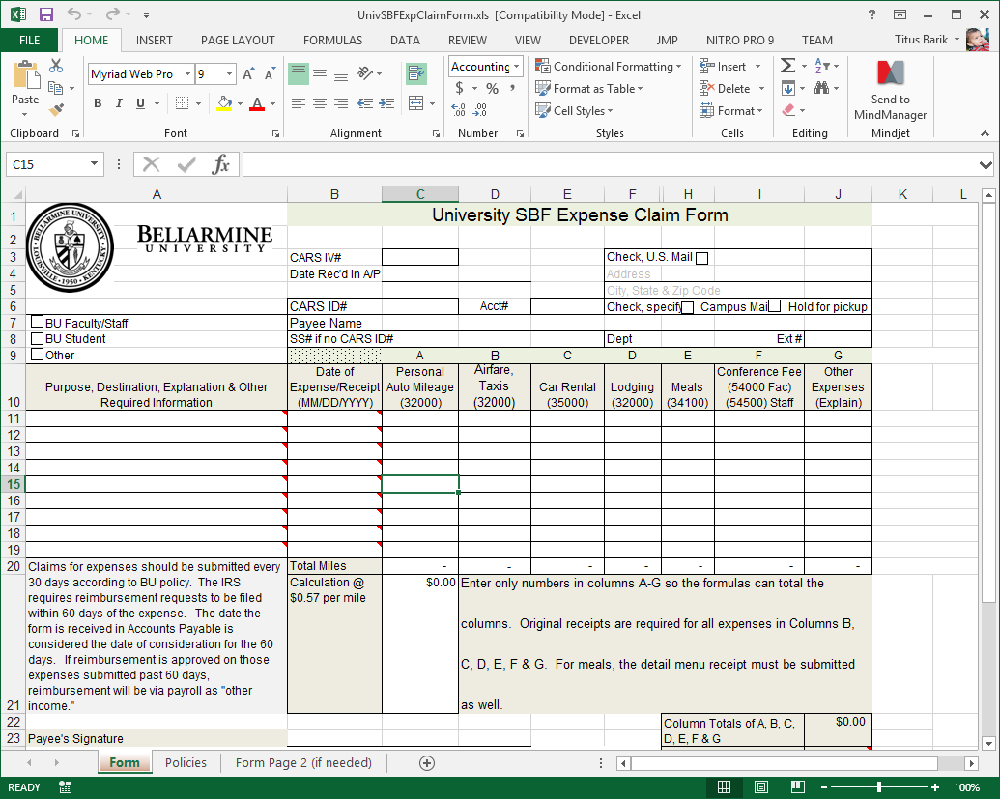 UnivSBFExpClaimForm.xls [Compatibility Mode] - Excel
FILE HOME INSERT PAGE LAYOUT FORMULAS DATA REVIEW VIEW DEVELOPER JMP NITRO PRO 9 TEAM Titus Barik
Paste
Myriad Web Pro 9
B I U A
Accounting
$ % ,
Conditional Formatting
Format as Table
Cell Styles
Insert
Delete
Format
Send to
MindManager
Clipboard Font Alignment Number Styles Cells Editing Mindjet
C15 fx
A B C D E F H I J K L
1 University SBF Expense Claim Form
BELLARMINE UNIVERSITY
LOUISVILLE · 1950 · KENTUCKY
BELLARMINE
UNIVERSITY
2
3 CARS IV# Check, U.S. Mail
4 Date Rec'd in A/P Address
5 City, State & Zip Code
6 CARS ID# Acct# Check, specify Campus Mai Hold for pickup
7 BU Faculty/Staff Payee Name
8 BU Student SS# if no CARS ID# Dept Ext #
9 Other A B C D E F G
10 Purpose, Destination, Explanation & Other
Required Information
Date of
Expense/Receipt
(MM/DD/YYYY)
Personal
Auto Mileage
(32000)
Airfare,
Taxis
(32000)
Car Rental
(35000)
Lodging
(32000)
Meals
(34100)
Conference Fee
(54000 Fac)
(54500) Staff
Other
Expenses
(Explain)
11
12
13
14
15
16
17
18
19
20 Claims for expenses should be submitted every
30 days according to BU policy. The IRS
requires reimbursement requests to be filed
within 60 days of the expense. The date the
form is received in Accounts Payable is
considered the date of consideration for the 60
days. If reimbursement is approved on those
expenses submitted past 60 days,
reimbursement will be via payroll as "other
income."
Total Miles - - - - - - -
21 Calculation @
$0.57 per mile
$0.00
Enter only numbers in columns A-G so the formulas can total the
columns. Original receipts are required for all expenses in Columns B,
C, D, E, F & G. For meals, the detail menu receipt must be submitted
as well.
22 Column Totals of A, B, C, $0.00
23 Payee's Signature D, E, F & G
Form Policies Form Page 2 (if needed)
READY 100%